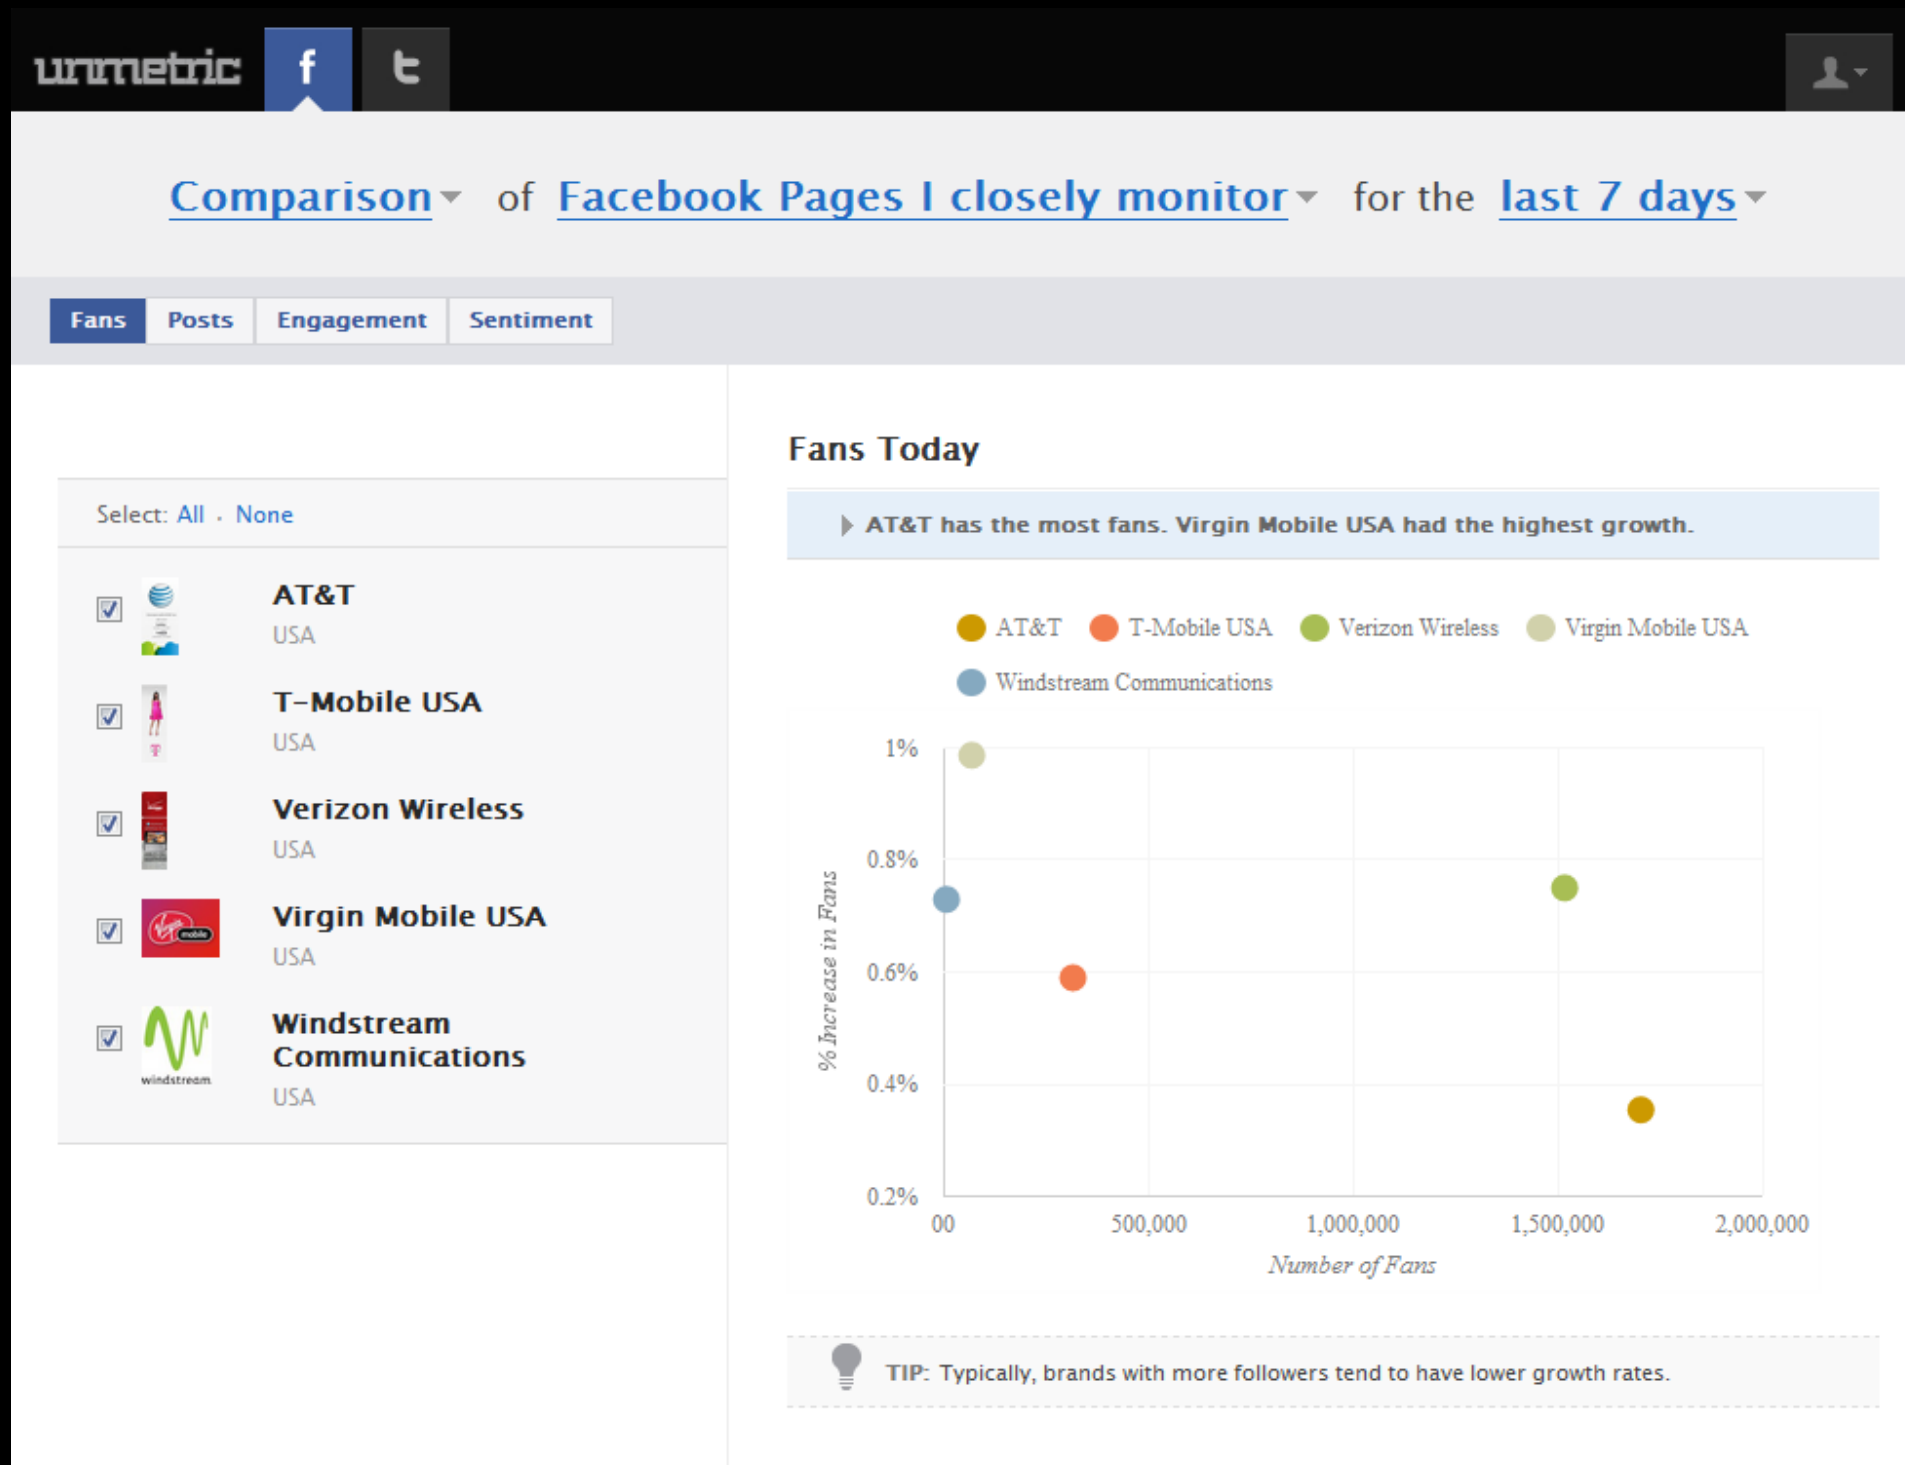 unmetric f t
Comparison of Facebook Pages I closely monitor for the last 7 days
Fans Posts Engagement Sentiment
Select: All · None
AT&T
USA
T-Mobile USA
USA
Verizon Wireless
USA
Virgin mobile
Virgin Mobile USA
USA
windstream
Windstream
Communications
USA
Fans Today
AT&T has the most fans. Virgin Mobile USA had the highest growth.
AT&T T-Mobile USA Verizon Wireless Virgin Mobile USA
Windstream Communications
1%
0.8%
0.6%
0.4%
0.2%
% Increase in Fans
00 500,000 1,000,000 1,500,000 2,000,000
Number of Fans
TIP: Typically, brands with more followers tend to have lower growth rates.